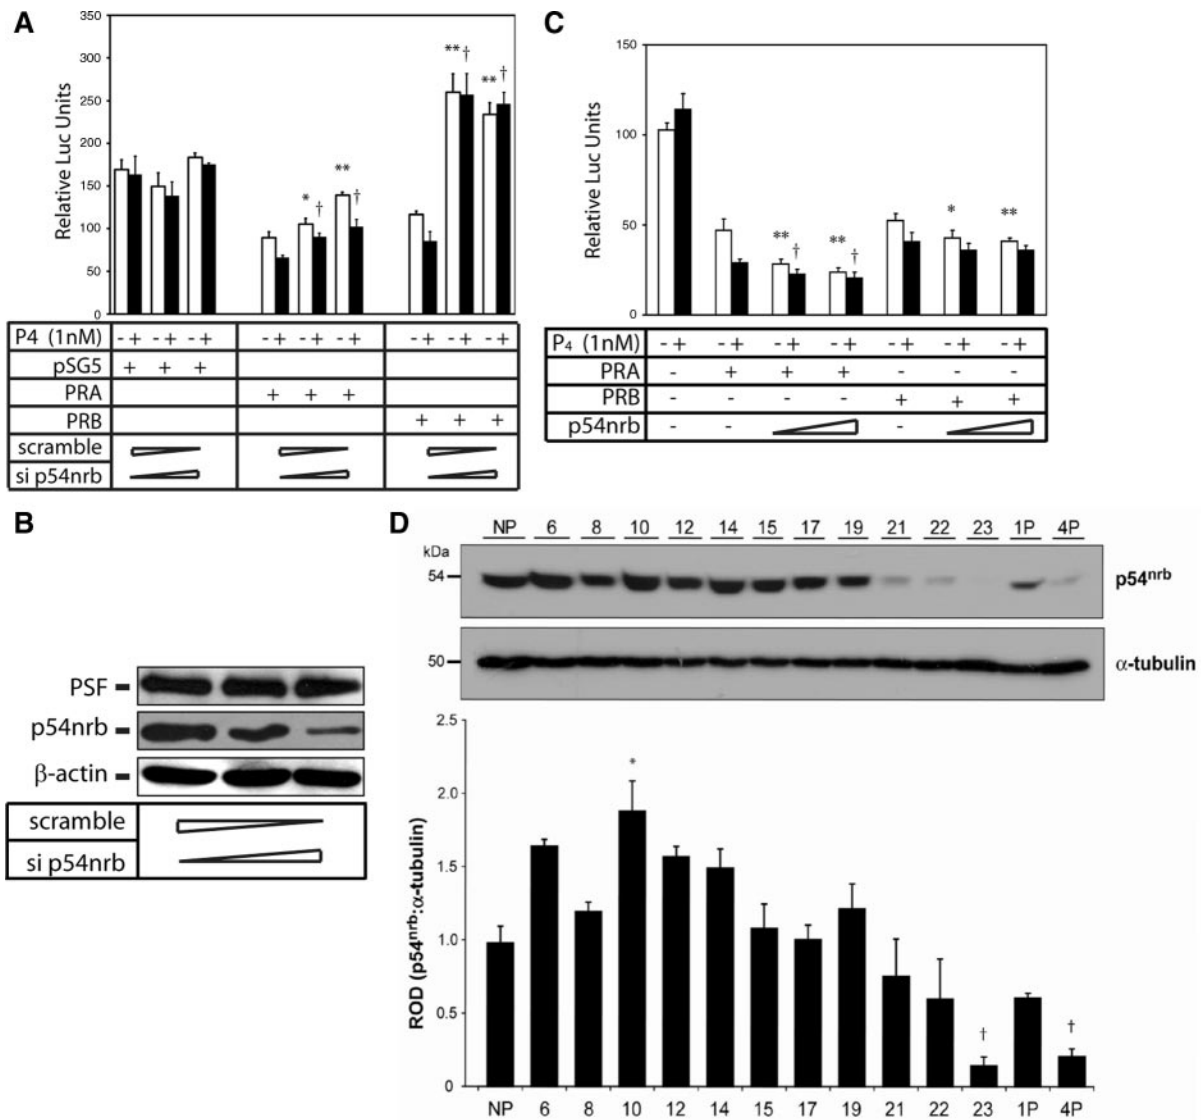 A
350
300
250
200
150
100
50
0
Relative Luc Units
* † ** † ** † ** †
P4 (1nM) - + - + - + - + - + - + - + - + - +
pSG5 + + +
PRA + + +
PRB + + +
scramble
si p54nrb
C
150
100
50
0
Relative Luc Units
** † ** † * **
P4 (1nM) - + - + - + - + - + - + - +
PRA - + + + - - -
PRB - - - - + + +
p54nrb - - -
B
PSF
p54nrb
β-actin
scramble
si p54nrb
D
NP 6 8 10 12 14 15 17 19 21 22 23 1P 4P
kDa
54 p54nrb
50 α-tubulin
2.5
2.0
1.5
1.0
0.5
0
ROD (p54nrb:α-tubulin)
* † †
NP 6 8 10 12 14 15 17 19 21 22 23 1P 4P